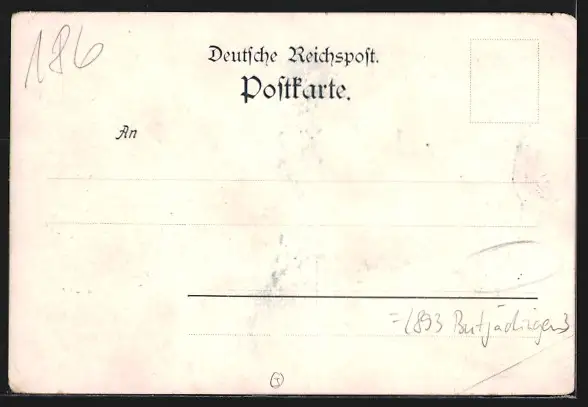 186
Deutsche Reichspost.
Postkarte.
An
=1893 Butjadingen